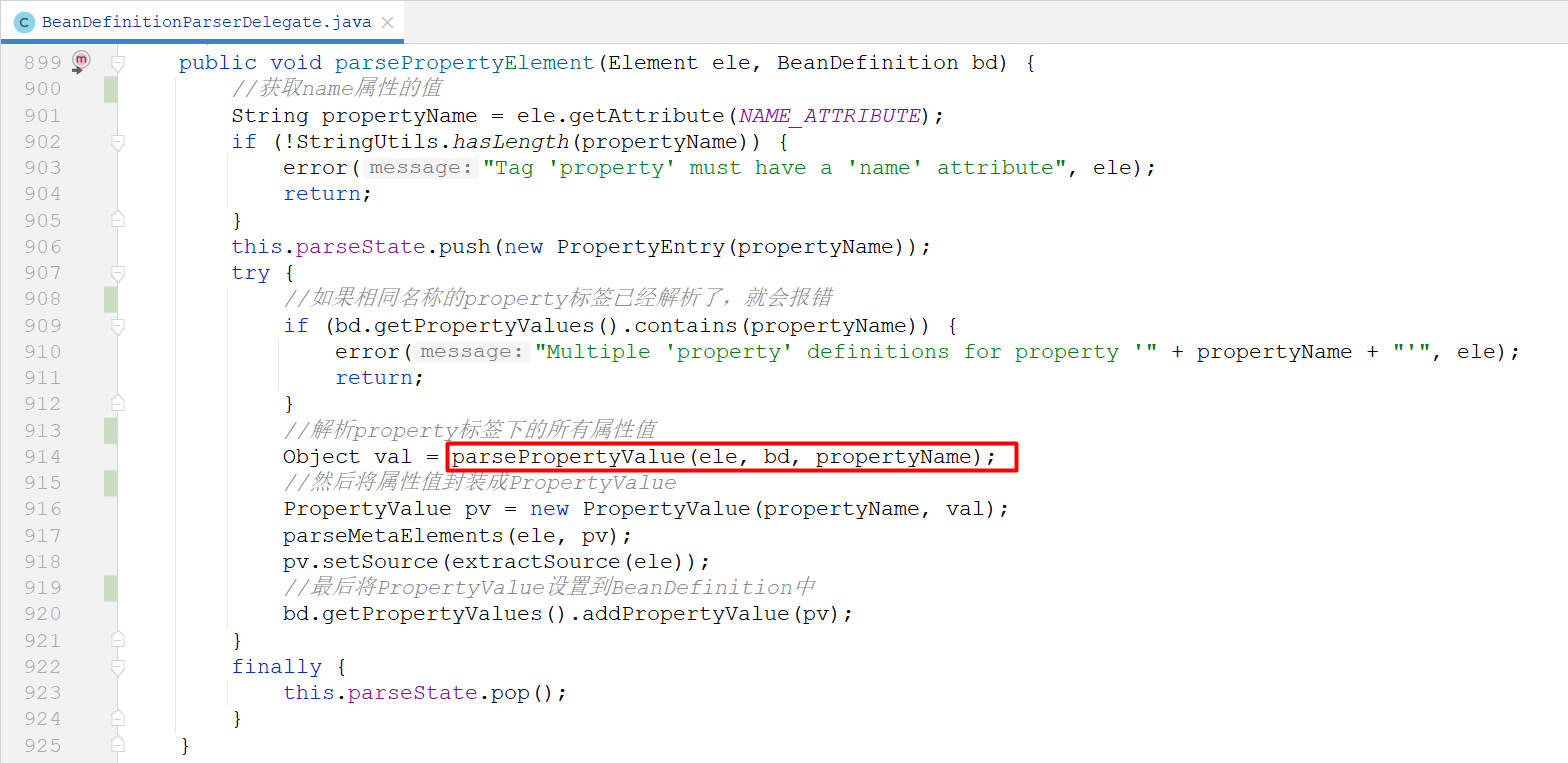 C BeanDefinitionParserDelegate.java
899 m public void parsePropertyElement(Element ele, BeanDefinition bd) {
900 //获取name属性的值
901 String propertyName = ele.getAttribute(NAME_ATTRIBUTE);
902 if (!StringUtils.hasLength(propertyName)) {
903 error( message: "Tag 'property' must have a 'name' attribute", ele);
904 return;
905 }
906 this.parseState.push(new PropertyEntry(propertyName));
907 try {
908 //如果相同名称的property标签已经解析了，就会报错
909 if (bd.getPropertyValues().contains(propertyName)) {
910 error( message: "Multiple 'property' definitions for property '" + propertyName + "'", ele);
911 return;
912 }
913 //解析property标签下的所有属性值
914 Object val = parsePropertyValue(ele, bd, propertyName);
915 //然后将属性值封装成PropertyValue
916 PropertyValue pv = new PropertyValue(propertyName, val);
917 parseMetaElements(ele, pv);
918 pv.setSource(extractSource(ele));
919 //最后将PropertyValue设置到BeanDefinition中
920 bd.getPropertyValues().addPropertyValue(pv);
921 }
922 finally {
923 this.parseState.pop();
924 }
925 }